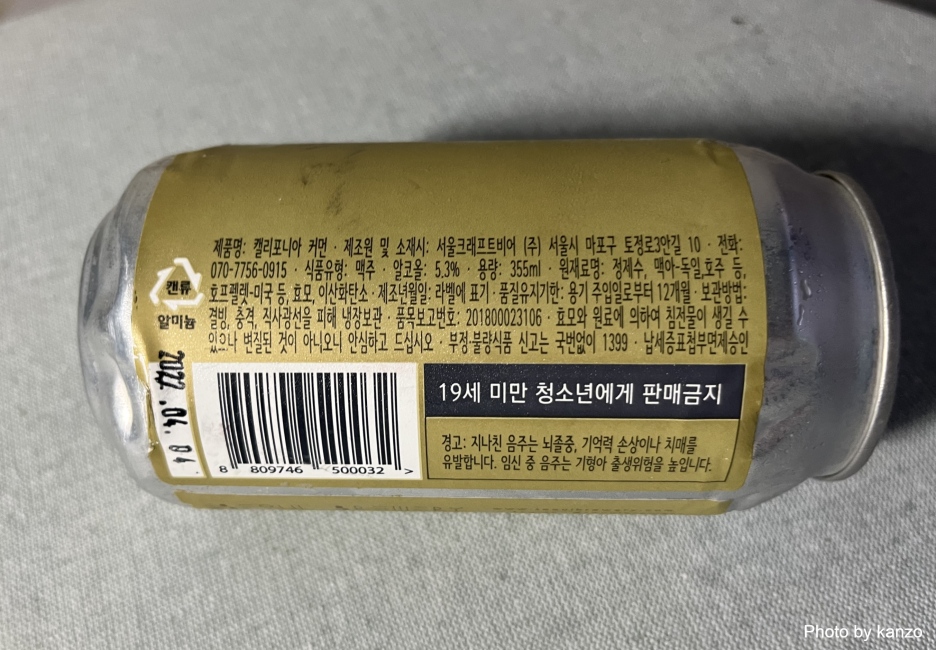 제품명: 캘리포니아 커먼 · 제조원 및 소재시: 서울크래프트비어 (주) 서울시 마포구 토정로3안길 10 · 전화:
070-7756-0915 · 식품유형: 맥주 · 알코올: 5.3% · 용량: 355ml · 원재료명: 정제수, 맥아-독일,호주 등,
호프펠렛-미국 등, 효모, 이산화탄소 · 제조년월일: 라벨에 표기 · 품질유지기한: 용기 주입일로부터 12개월 · 보관방법:
결빙, 충격, 직사광선을 피해 냉장보관 · 품목보고번호: 201800023106 · 효모와 원료에 의하여 침전물이 생길 수
있으나 변질된 것이 아니오니 안심하고 드십시오 · 부정·불량식품 신고는 국번없이 1399 · 납세증표첩부면제승인
캔류
알미늄
2022. 04. 04
8 809746 500032 >
19세 미만 청소년에게 판매금지
경고: 지나친 음주는 뇌졸중, 기억력 손상이나 치매를
유발합니다. 임신 중 음주는 기형아 출생위험을 높입니다.
Photo by kanzo